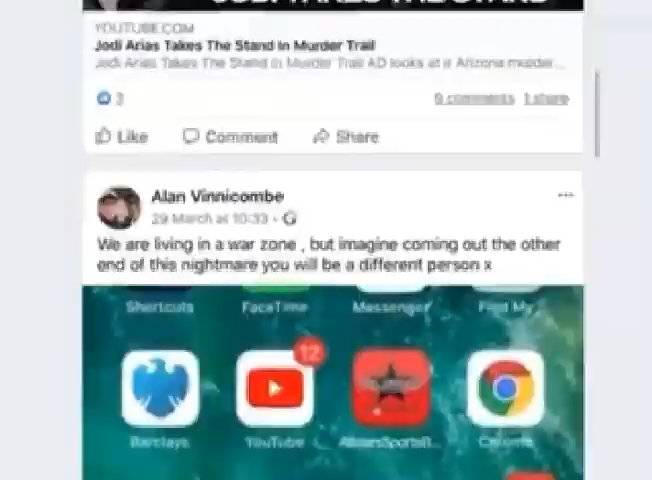 YOUTUBE.COM
Jodi Arias Takes The Stand In Murder Trail
Jodi Arias Takes The Stand In Murder Trail AD looks at a Arizona murder...
3
9 comments 1 share
Like Comment Share
Alan Vinnicombe
29 March at 10:33
We are living in a war zone , but imagine coming out the other
end of this nightmare you will be a different person x
Shortcuts FaceTime Messenger Find My
12
Barclays YouTube Chrome